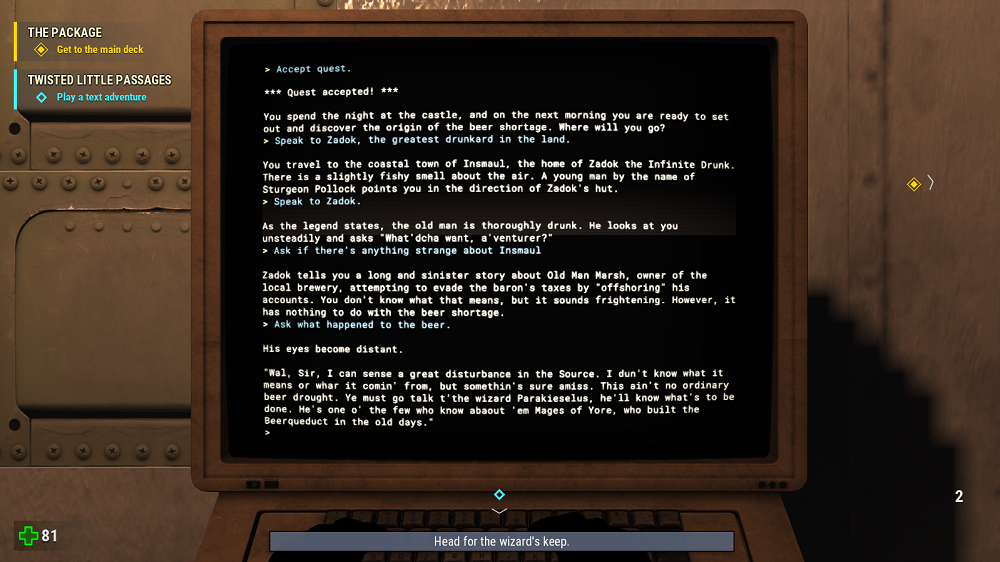 THE PACKAGE
Get to the main deck
TWISTED LITTLE PASSAGES
Play a text adventure
> Accept quest.
*** Quest accepted! ***
You spend the night at the castle, and on the next morning you are ready to set
out and discover the origin of the beer shortage. Where will you go?
> Speak to Zadok, the greatest drunkard in the land.
You travel to the coastal town of Insmaul, the home of Zadok the Infinite Drunk.
There is a slightly fishy smell about the air. A young man by the name of
Sturgeon Pollock points you in the direction of Zadok's hut.
> Speak to Zadok.
As the legend states, the old man is thoroughly drunk. He looks at you
unsteadily and asks "What'dcha want, a'venturer?"
> Ask if there's anything strange about Insmaul
Zadok tells you a long and sinister story about Old Man Marsh, owner of the
local brewery, attempting to evade the baron's taxes by "offshoring" his
accounts. You don't know what that means, but it sounds frightening. However, it
has nothing to do with the beer shortage.
> Ask what happened to the beer.
His eyes become distant.
"Wal, Sir, I can sense a great disturbance in the Source. I dun't know what it
means or whar it comin' from, but somethin's sure amiss. This ain't no ordinary
beer drought. Ye must go talk t'the wizard Parakieselus, he'll know what's to be
done. He's one o' the few who know abaout 'em Mages of Yore, who built the
Beerqueduct in the old days."
>
2
81
Head for the wizard's keep.